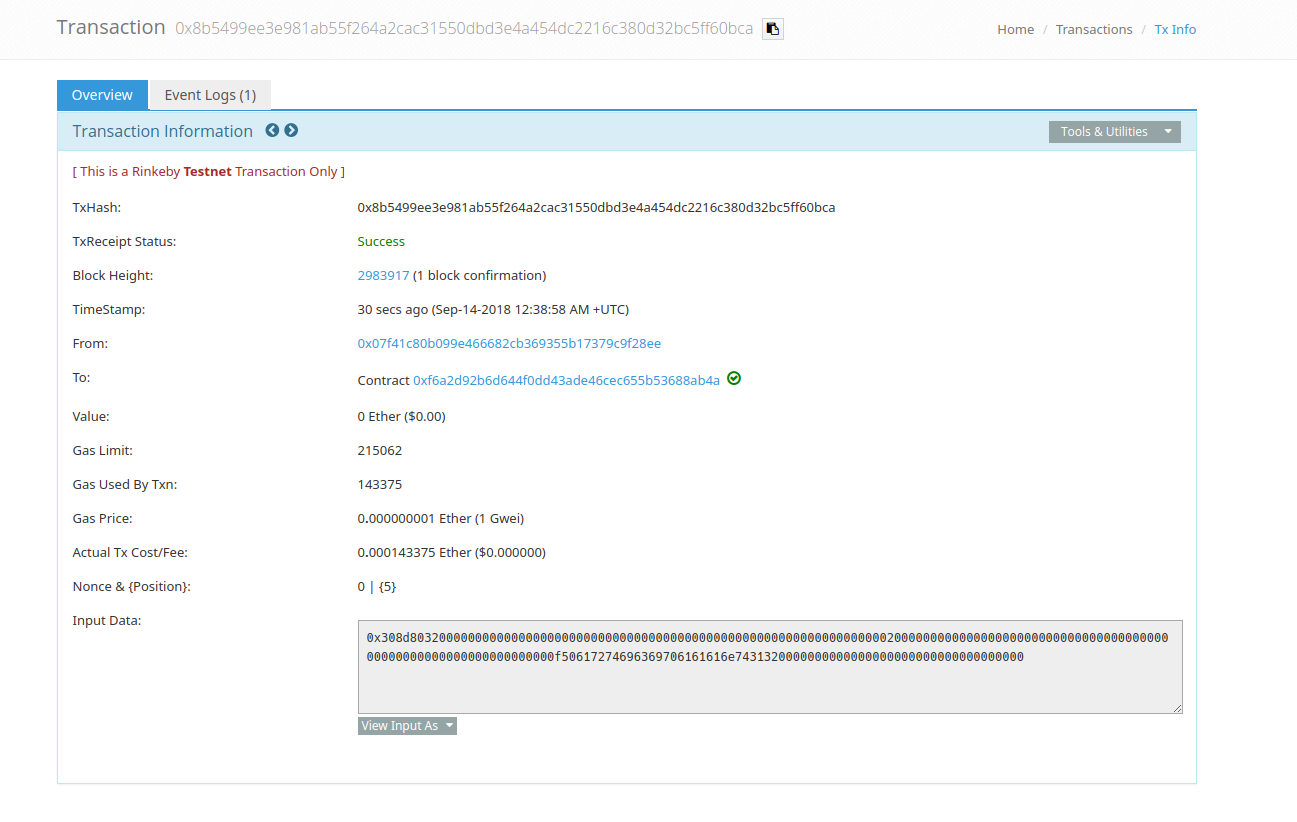 Transaction 0x8b5499ee3e981ab55f264a2cac31550dbd3e4a454dc2216c380d32bc5ff60bca
Home / Transactions / Tx Info
Overview Event Logs (1)
Transaction Information
Tools & Utilities
[ This is a Rinkeby Testnet Transaction Only ]
TxHash: 0x8b5499ee3e981ab55f264a2cac31550dbd3e4a454dc2216c380d32bc5ff60bca
TxReceipt Status: Success
Block Height: 2983917 (1 block confirmation)
TimeStamp: 30 secs ago (Sep-14-2018 12:38:58 AM +UTC)
From: 0x07f41c80b099e466682cb369355b17379c9f28ee
To: Contract 0xf6a2d92b6d644f0dd43ade46cec655b53688ab4a
Value: 0 Ether ($0.00)
Gas Limit: 215062
Gas Used By Txn: 143375
Gas Price: 0.000000001 Ether (1 Gwei)
Actual Tx Cost/Fee: 0.000143375 Ether ($0.000000)
Nonce & {Position}: 0 | {5}
Input Data:
0x308d80320000000000000000000000000000000000000000000000000000000000000020000000000000000000000000000000000000
00000000000000000000000000f50617274696369706161616e7431320000000000000000000000000000000000
View Input As